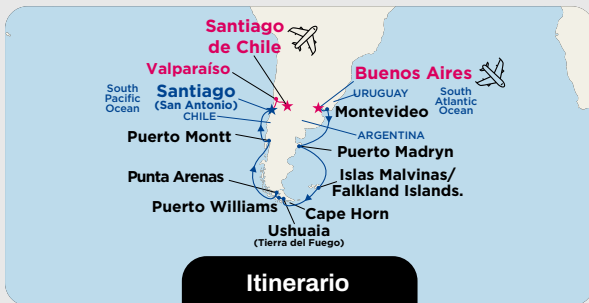 Santiago
de Chile
Valparaíso
Buenos Aires
South
Pacific
Ocean
Santiago
(San Antonio)
CHILE
URUGUAY
South
Atlantic
Ocean
Montevideo
ARGENTINA
Puerto Montt
Puerto Madryn
Punta Arenas
Islas Malvinas/
Falkland Islands.
Puerto Williams
Cape Horn
Ushuaia
(Tierra del Fuego)
Itinerario